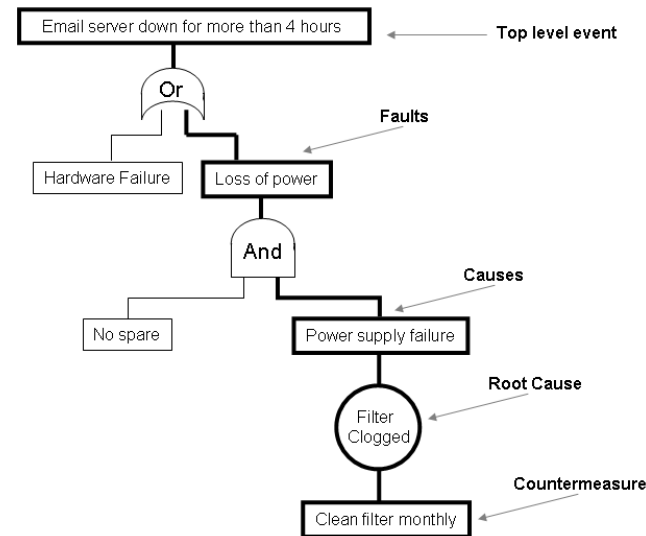 Email server down for more than 4 hours
Top level event
Or
Faults
Hardware Failure
Loss of power
And
Causes
No spare
Power supply failure
Root Cause
Filter
Clogged
Countermeasure
Clean filter monthly